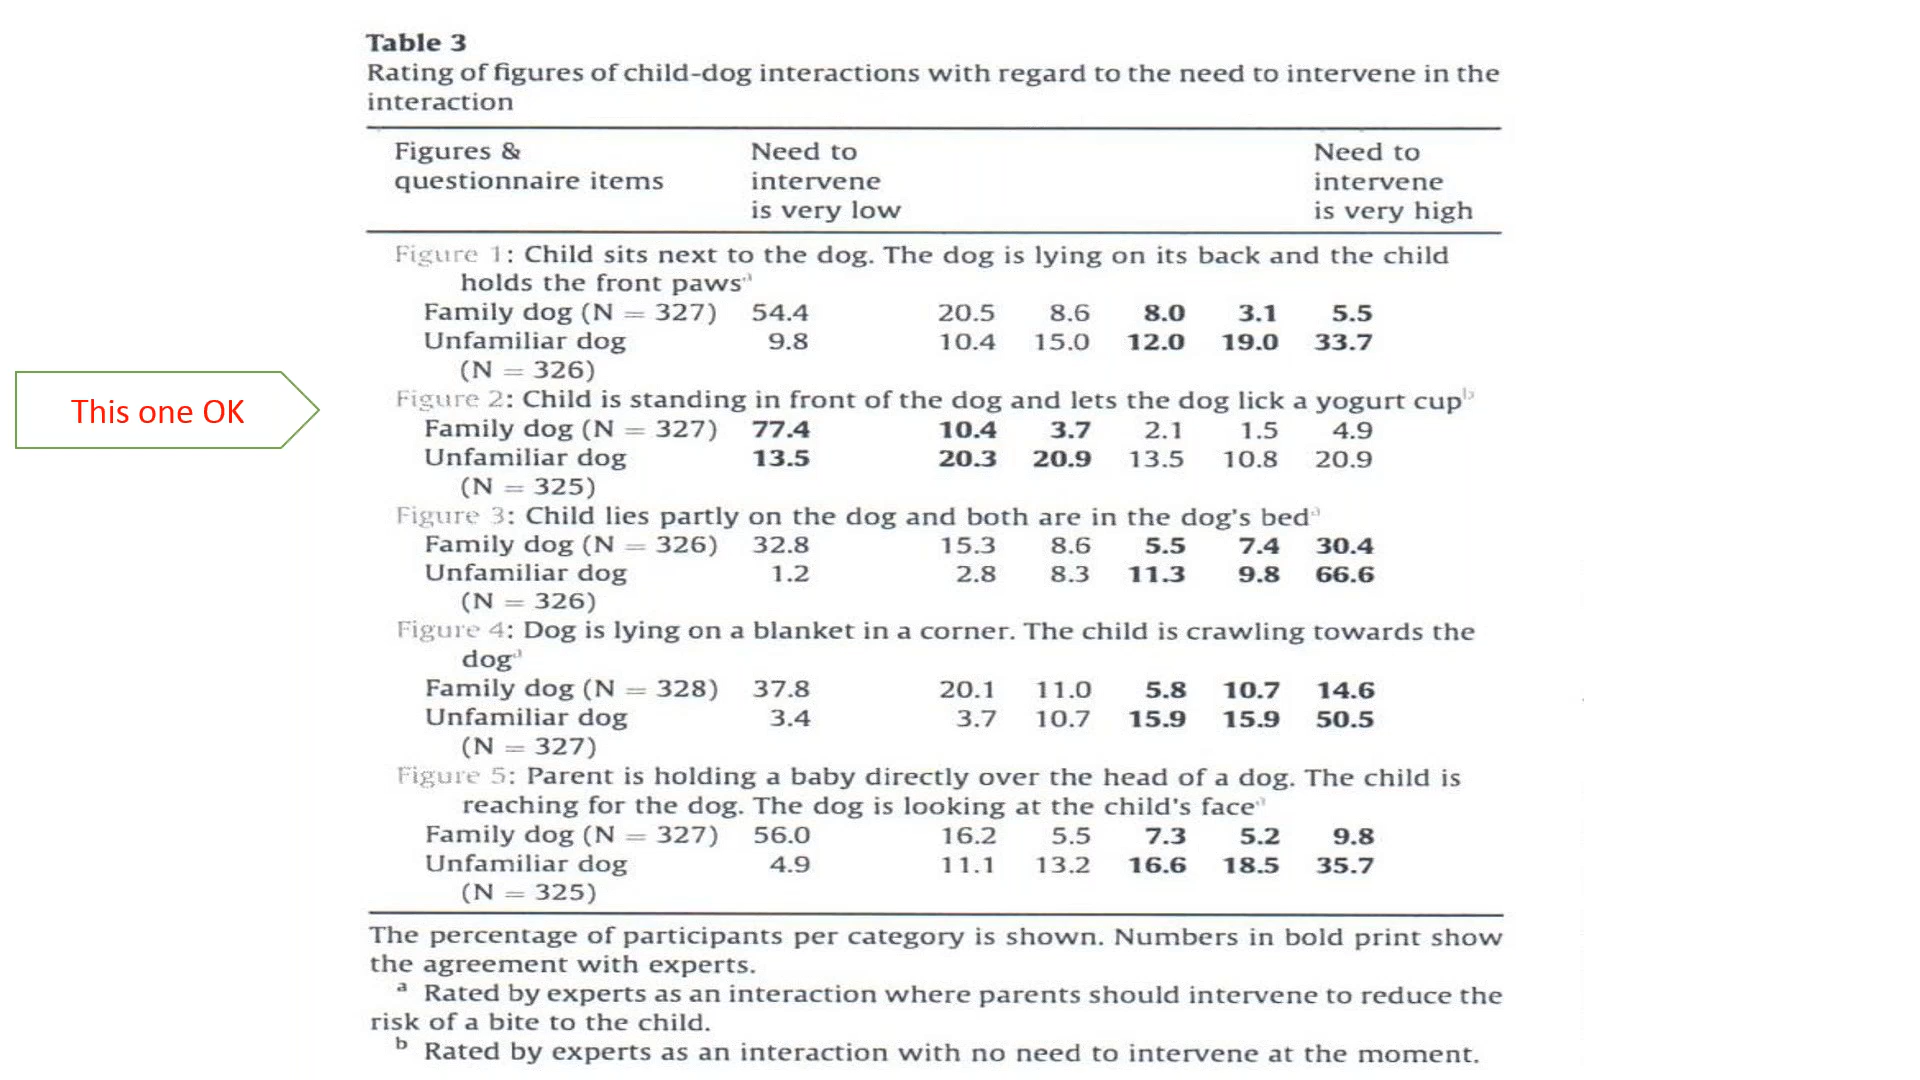 Table 3
Rating of figures of child-dog interactions with regard to the need to intervene in the
interaction
Figures & Need to Need to
questionnaire items intervene intervene
is very low is very high
Figure 1: Child sits next to the dog. The dog is lying on its back and the child
holds the front paws^a
Family dog (N = 327) 54.4 20.5 8.6 8.0 3.1 5.5
Unfamiliar dog 9.8 10.4 15.0 12.0 19.0 33.7
(N = 326)
This one OK
Figure 2: Child is standing in front of the dog and lets the dog lick a yogurt cup^b
Family dog (N = 327) 77.4 10.4 3.7 2.1 1.5 4.9
Unfamiliar dog 13.5 20.3 20.9 13.5 10.8 20.9
(N = 325)
Figure 3: Child lies partly on the dog and both are in the dog's bed^a
Family dog (N = 326) 32.8 15.3 8.6 5.5 7.4 30.4
Unfamiliar dog 1.2 2.8 8.3 11.3 9.8 66.6
(N = 326)
Figure 4: Dog is lying on a blanket in a corner. The child is crawling towards the
dog^a
Family dog (N = 328) 37.8 20.1 11.0 5.8 10.7 14.6
Unfamiliar dog 3.4 3.7 10.7 15.9 15.9 50.5
(N = 327)
Figure 5: Parent is holding a baby directly over the head of a dog. The child is
reaching for the dog. The dog is looking at the child's face^a
Family dog (N = 327) 56.0 16.2 5.5 7.3 5.2 9.8
Unfamiliar dog 4.9 11.1 13.2 16.6 18.5 35.7
(N = 325)
The percentage of participants per category is shown. Numbers in bold print show
the agreement with experts.
a Rated by experts as an interaction where parents should intervene to reduce the
risk of a bite to the child.
b Rated by experts as an interaction with no need to intervene at the moment.